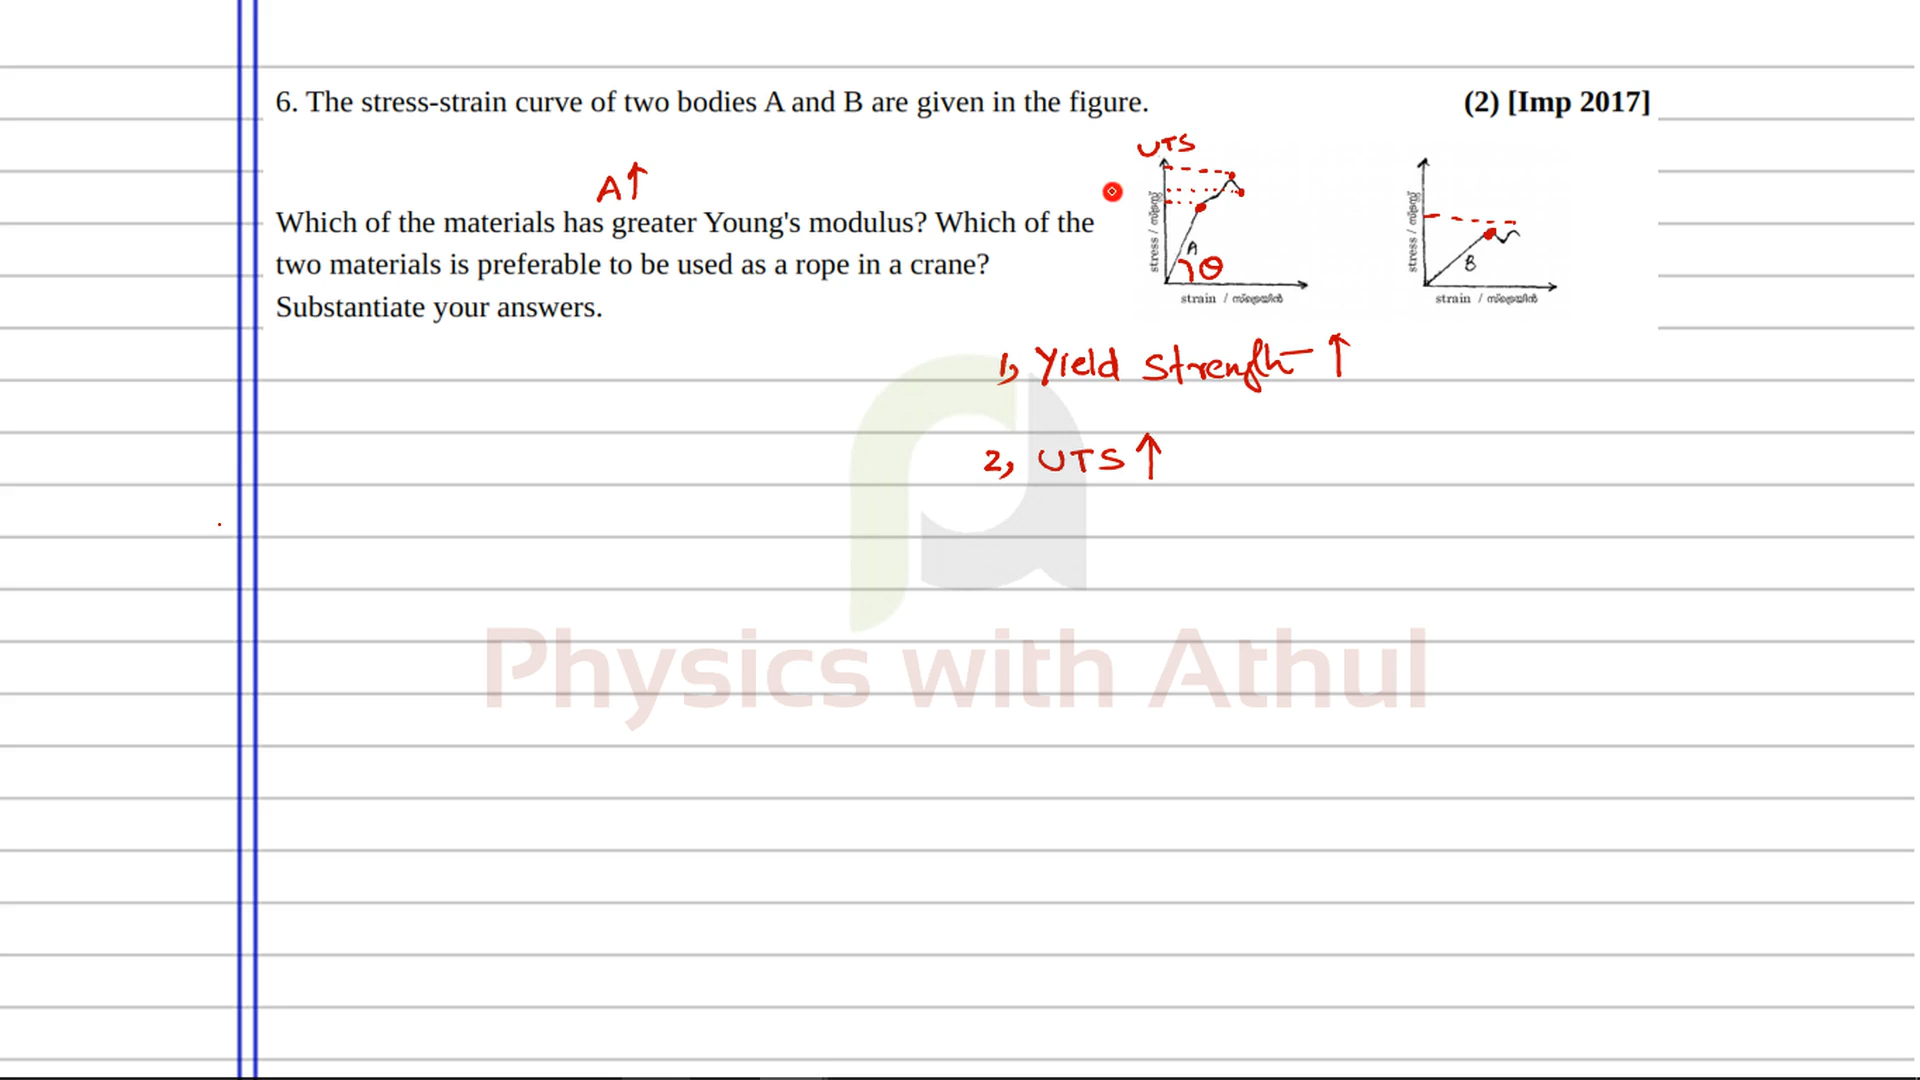 6. The stress-strain curve of two bodies A and B are given in the figure. (2) [Imp 2017]
UTS
A↑
Which of the materials has greater Young's modulus? Which of the
two materials is preferable to be used as a rope in a crane?
Substantiate your answers.
stress /
A
θ
strain /
stress /
B
strain /
1, Yield strength - ↑
2, UTS ↑
Physics with Athul